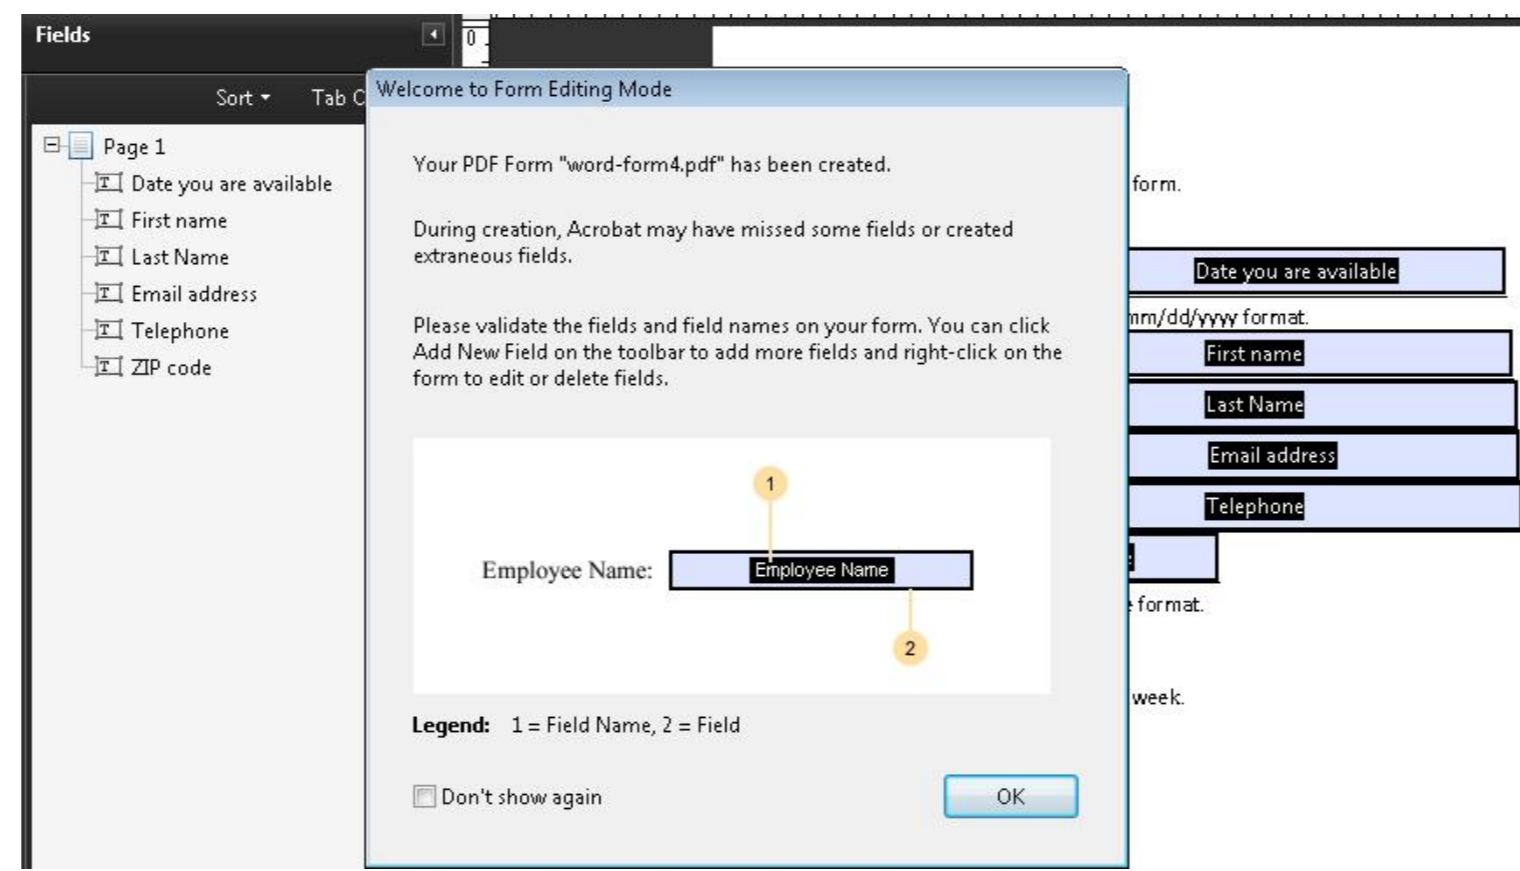 Fields
0
Sort
Tab
Page 1
Date you are available
First name
Last Name
Email address
Telephone
ZIP code
Welcome to Form Editing Mode
Your PDF Form "word-form4.pdf" has been created.
During creation, Acrobat may have missed some fields or created
extraneous fields.
Please validate the fields and field names on your form. You can click
Add New Field on the toolbar to add more fields and right-click on the
form to edit or delete fields.
1
Employee Name: Employee Name
2
Legend: 1 = Field Name, 2 = Field
Don't show again
OK
form.
Date you are available
mm/dd/yyyy format.
First name
Last Name
Email address
Telephone
format.
week.